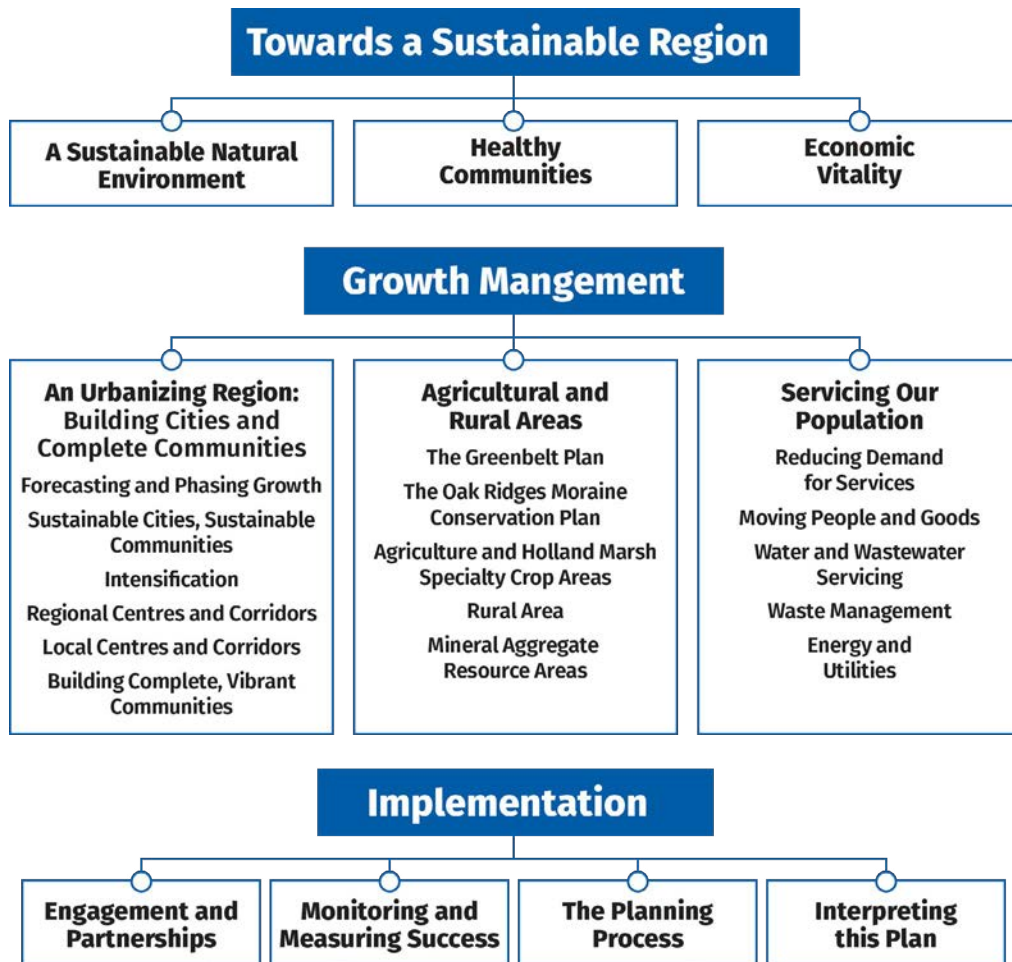 Towards a Sustainable Region
A Sustainable Natural
Environment
Healthy
Communities
Economic
Vitality
Growth Mangement
An Urbanizing Region:
Building Cities and
Complete Communities
Forecasting and Phasing Growth
Sustainable Cities, Sustainable
Communities
Intensification
Regional Centres and Corridors
Local Centres and Corridors
Building Complete, Vibrant
Communities
Agricultural and
Rural Areas
The Greenbelt Plan
The Oak Ridges Moraine
Conservation Plan
Agriculture and Holland Marsh
Specialty Crop Areas
Rural Area
Mineral Aggregate
Resource Areas
Servicing Our
Population
Reducing Demand
for Services
Moving People and Goods
Water and Wastewater
Servicing
Waste Management
Energy and
Utilities
Implementation
Engagement and
Partnerships
Monitoring and
Measuring Success
The Planning
Process
Interpreting
this Plan